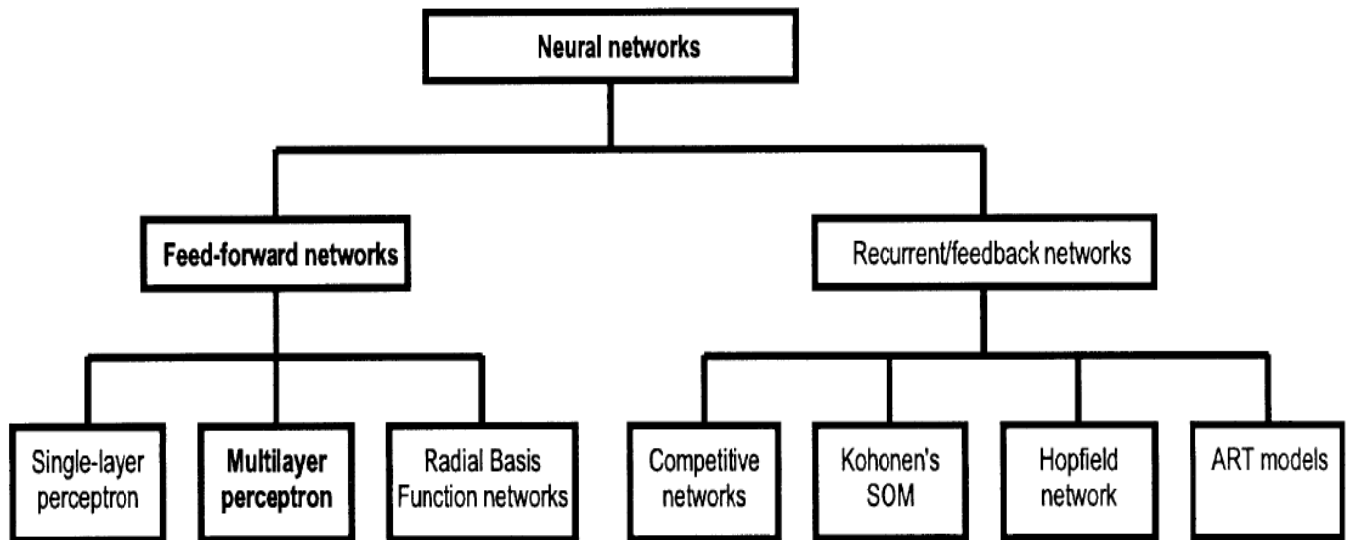 Neural networks
Feed-forward networks
Recurrent/feedback networks
Single-layer
perceptron
Multilayer
perceptron
Radial Basis
Function networks
Competitive
networks
Kohonen's
SOM
Hopfield
network
ART models